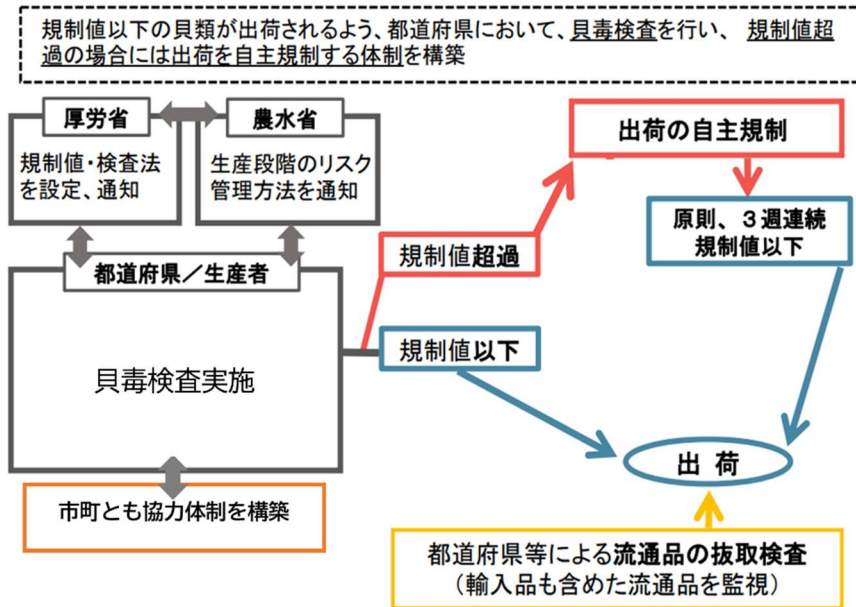 規制値以下の貝類が出荷されるよう、都道府県において、貝毒検査を行い、 規制値超
過の場合には出荷を自主規制する体制を構築
厚労省
規制値・検査法
を設定、通知
農水省
生産段階のリスク
管理方法を通知
都道府県／生産者
貝毒検査実施
市町とも協力体制を構築
規制値超過
規制値以下
出荷の自主規制
原則、３週連続
規制値以下
出 荷
都道府県等による流通品の抜取検査
（輸入品も含めた流通品を監視）